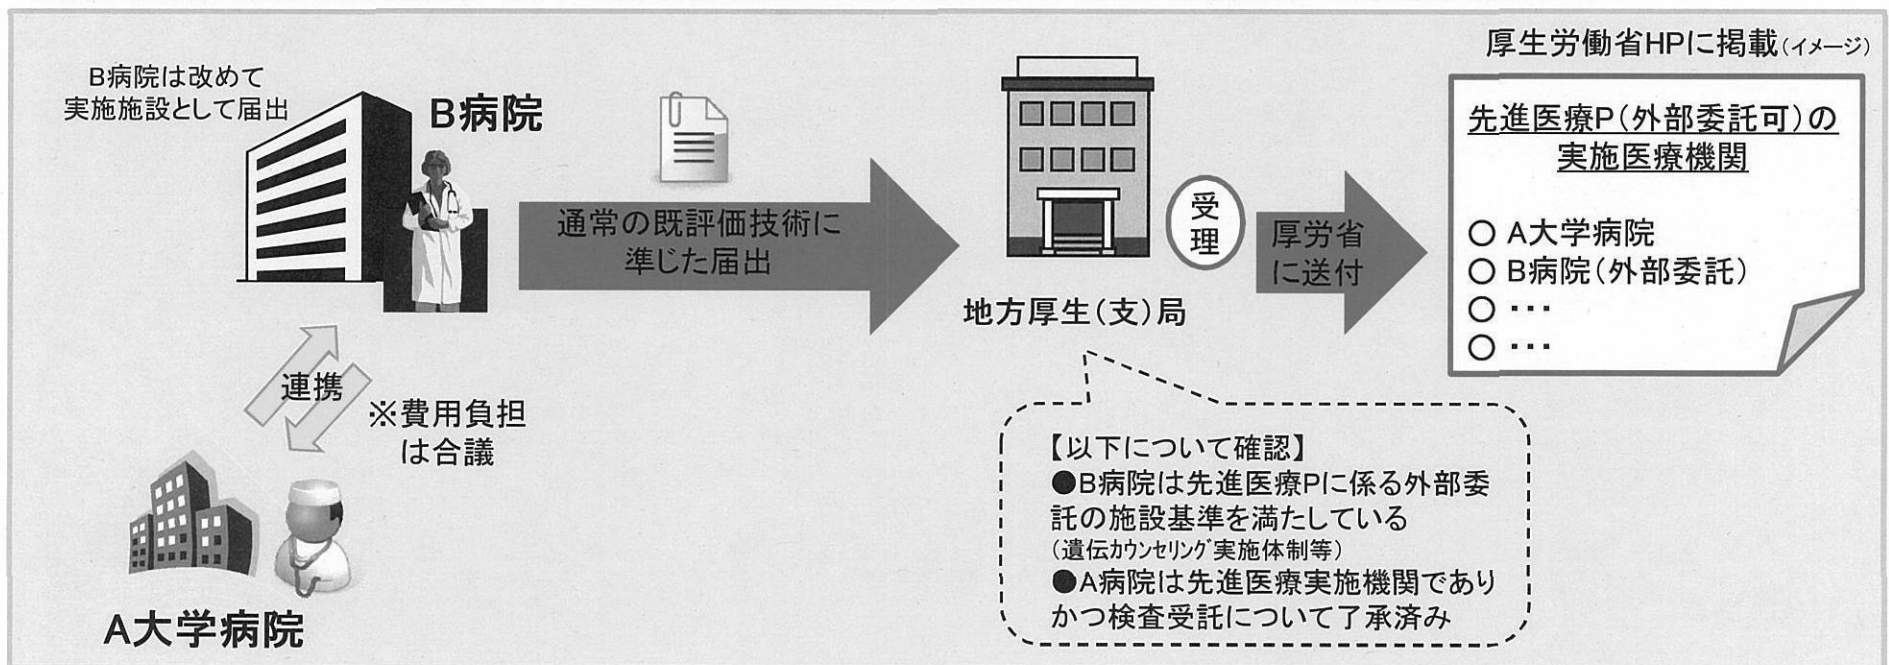 B病院は改めて
実施施設として届出
B病院
通常の既評価技術に
準じた届出
連携
※費用負担
は合議
A大学病院
受
理
地方厚生(支)局
厚労省
に送付
【以下について確認】
●B病院は先進医療Pに係る外部委
託の施設基準を満たしている
(遺伝カウンセリング実施体制等)
●A病院は先進医療実施機関であり
かつ検査受託について了承済み
厚生労働省HPに掲載(イメージ)
先進医療P(外部委託可)の
実施医療機関
○ A大学病院
○ B病院(外部委託)
○ ・・・
○ ・・・